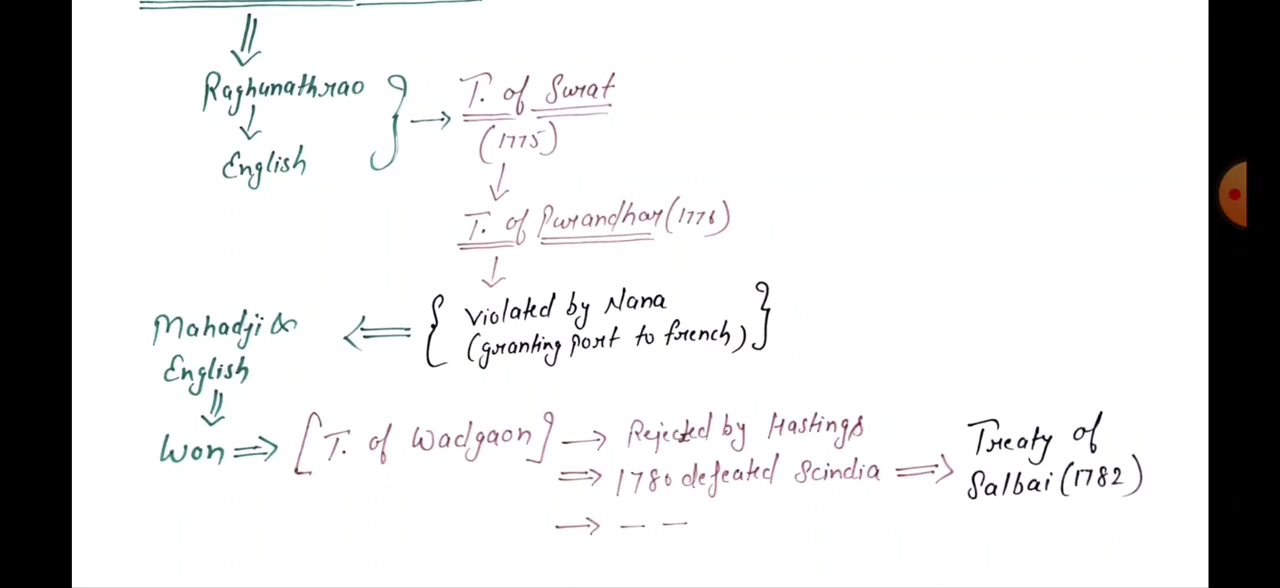 Raghunathrao
English
T. of Surat
(1775)
T. of Purandhar (1776)
violated by Nana
(granting port to french)
Mahadji &
English
Won ⇒ [T. of Wadgaon] → Rejected by Hastings
⇒ 1780 defeated Scindia ⇒ Treaty of
Salbai (1782)